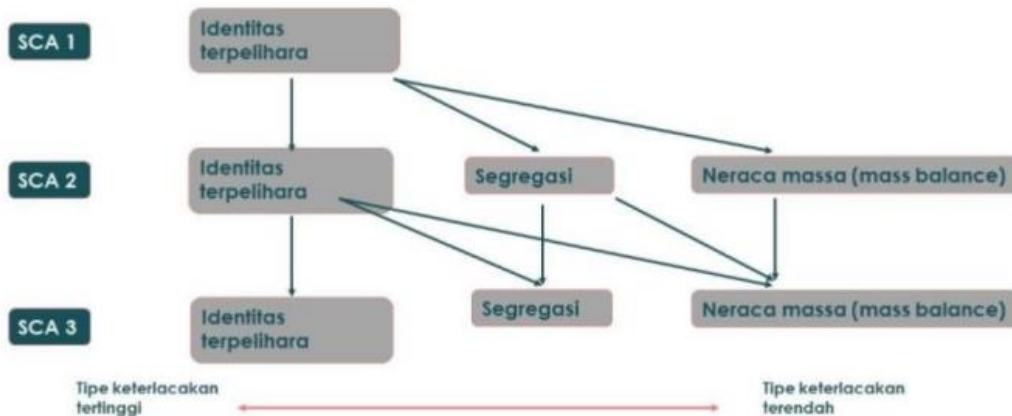 SCA 1
Identitas
terpelihara
SCA 2
Identitas
terpelihara
Segregasi
Neraca massa (mass balance)
SCA 3
Identitas
terpelihara
Segregasi
Neraca massa (mass balance)
Tipe keterlacakan
tertinggi
Tipe keterlacakan
terendah